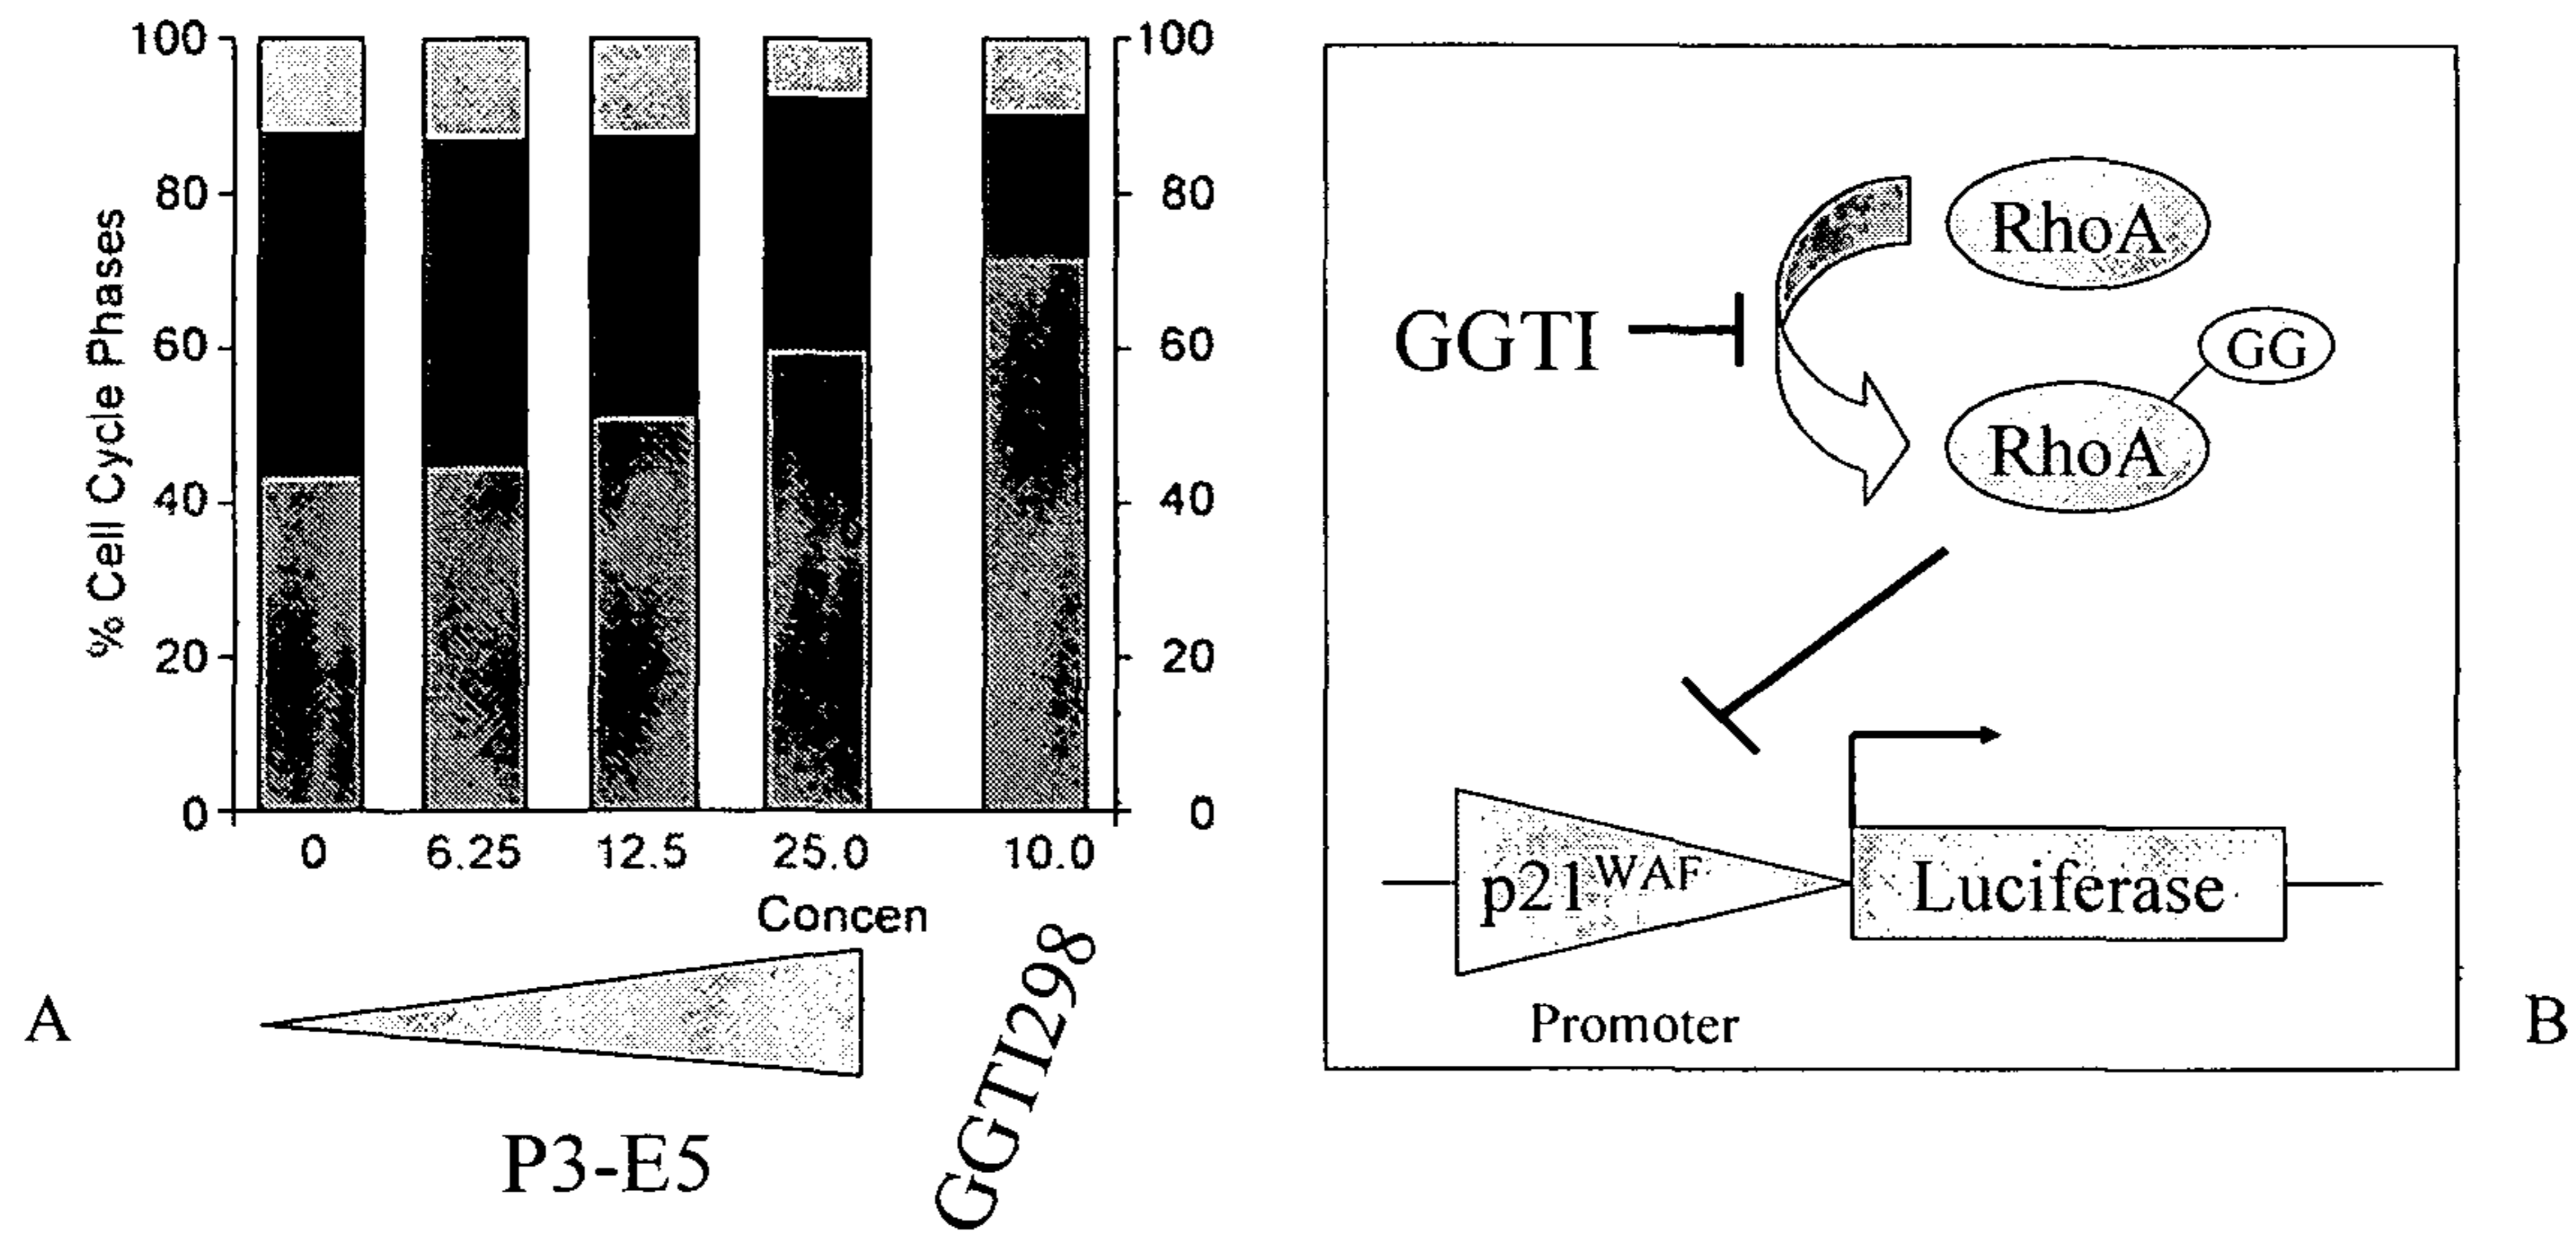 100
80
60
40
20
0
% Cell Cycle Phases
100
80
60
40
20
0
0 6.25 12.5 25.0 10.0
Concen
P3-E5
GGTI298
A
RhoA
GGTI
GG
RhoA
p21WAF
Luciferase
Promoter
B